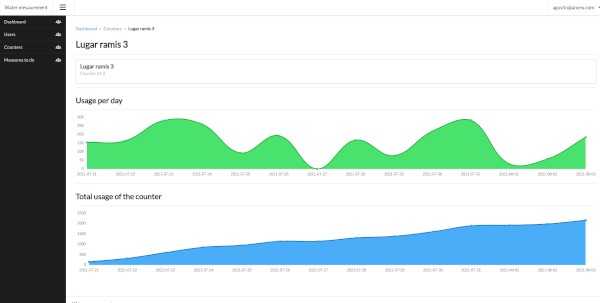 Water mesaurement
Dashboard
Users
Counters
Measures to do
Dashboard / Counters / Lugar ramis 3
Lugar ramis 3
Lugar ramis 3
Usage per day
300
250
200
150
100
50
0
2021-07-21 2021-07-22 2021-07-23 2021-07-24 2021-07-25 2021-07-26 2021-07-27 2021-07-28 2021-07-29 2021-07-30 2021-07-31 2021-08-01 2021-08-02 2021-08-03
Total usage of the counter
2500
2000
1500
1000
500
0
2021-07-21 2021-07-22 2021-07-23 2021-07-24 2021-07-25 2021-07-26 2021-07-27 2021-07-28 2021-07-29 2021-07-30 2021-07-31 2021-08-01 2021-08-02 2021-08-03